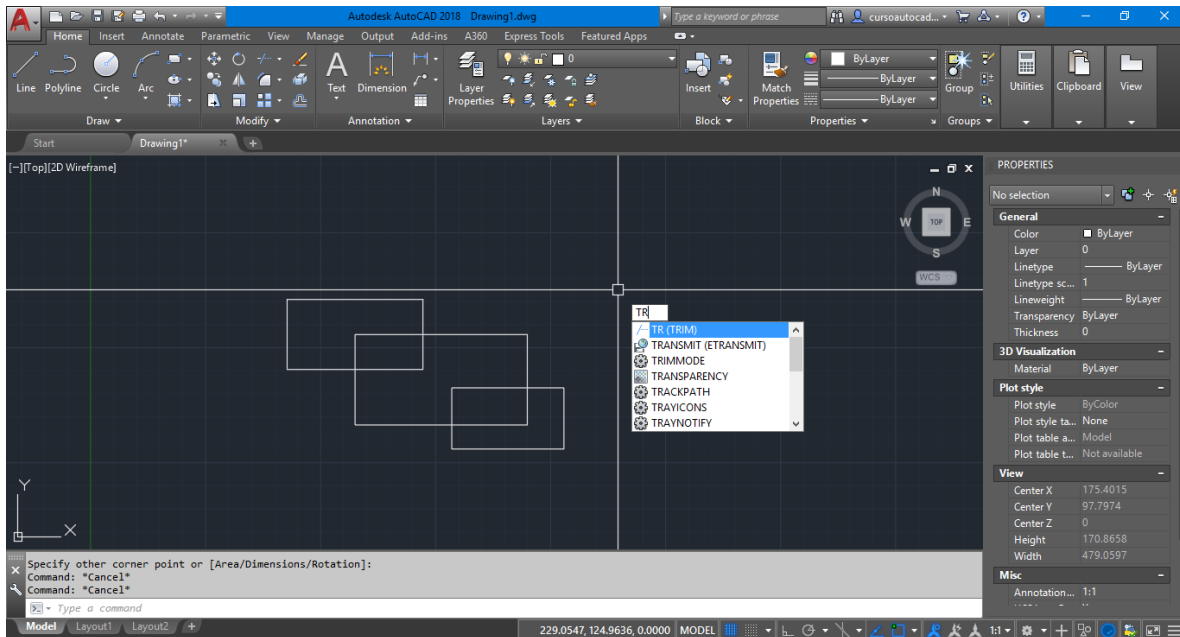 Autodesk AutoCAD 2018 Drawing1.dwg
Type a keyword or phrase
cursoautocad...
Home Insert Annotate Parametric View Manage Output Add-ins A360 Express Tools Featured Apps
Line Polyline Circle Arc
Text Dimension
Layer Properties
0
Insert
Match Properties
ByLayer
ByLayer
ByLayer
Group
Utilities
Clipboard
View
Draw
Modify
Annotation
Layers
Block
Properties
Groups
Start
Drawing1*
[−][Top][2D Wireframe]
N
W TOP E
S
WCS
TR
TR (TRIM)
TRANSMIT (ETRANSMIT)
TRIMMODE
TRANSPARENCY
TRACKPATH
TRAYICONS
TRAYNOTIFY
Y
X
PROPERTIES
No selection
General
Color ByLayer
Layer 0
Linetype ByLayer
Linetype sc... 1
Lineweight ByLayer
Transparency ByLayer
Thickness 0
3D Visualization
Material ByLayer
Plot style
Plot style ByColor
Plot style ta... None
Plot table a... Model
Plot table t... Not available
View
Center X 175.4015
Center Y 97.7974
Center Z 0
Height 170.8658
Width 479.0597
Misc
Annotation... 1:1
Specify other corner point or [Area/Dimensions/Rotation]:
Command: *Cancel*
Command: *Cancel*
Type a command
Model Layout1 Layout2 +
229.0547, 124.9636, 0.0000 MODEL
1:1